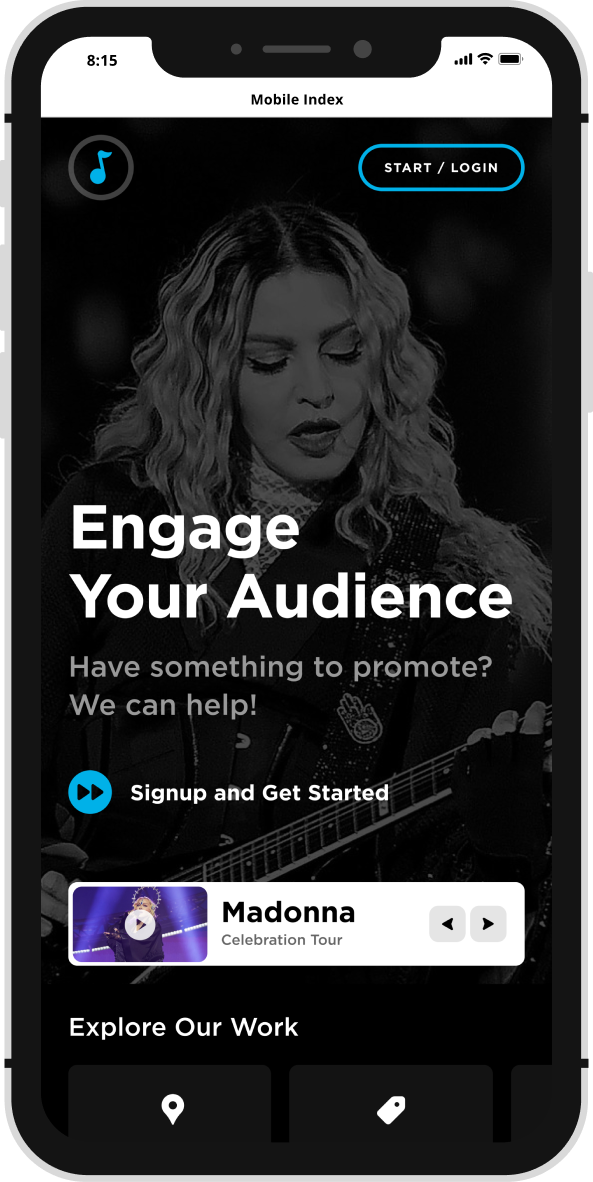 8:15
Mobile Index
START / LOGIN
Engage
Your Audience
Have something to promote?
We can help!
Signup and Get Started
Madonna
Celebration Tour
Explore Our Work